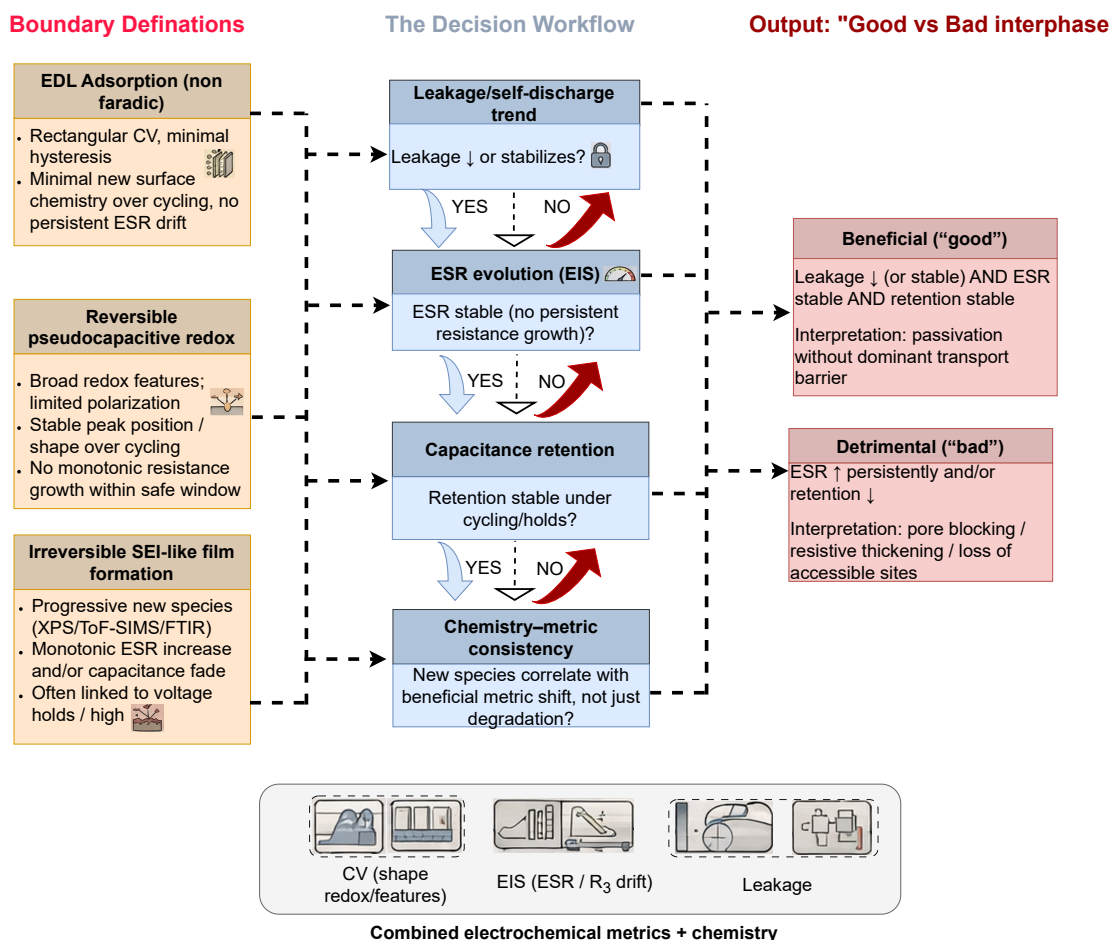 Boundary Definations
The Decision Workflow
Output: "Good vs Bad interphase
EDL Adsorption (non
faradic)
• Rectangular CV, minimal
hysteresis
• Minimal new surface
chemistry over cycling, no
persistent ESR drift
Reversible
pseudocapacitive redox
• Broad redox features;
limited polarization
• Stable peak position /
shape over cycling
• No monotonic resistance
growth within safe window
Irreversible SEI-like film
formation
• Progressive new species
(XPS/ToF-SIMS/FTIR)
• Monotonic ESR increase
and/or capacitance fade
• Often linked to voltage
holds / high
Leakage/self-discharge
trend
Leakage ↓ or stabilizes?
YES
NO
ESR evolution (EIS)
ESR stable (no persistent
resistance growth)?
YES
NO
Capacitance retention
Retention stable under
cycling/holds?
YES
NO
Chemistry–metric
consistency
New species correlate with
beneficial metric shift, not just
degradation?
Beneficial (“good”)
Leakage ↓ (or stable) AND ESR
stable AND retention stable
Interpretation: passivation
without dominant transport
barrier
Detrimental (“bad”)
ESR ↑ persistently and/or
retention ↓
Interpretation: pore blocking /
resistive thickening / loss of
accessible sites
CV (shape
redox/features)
EIS (ESR / R₃ drift)
Leakage
Combined electrochemical metrics + chemistry